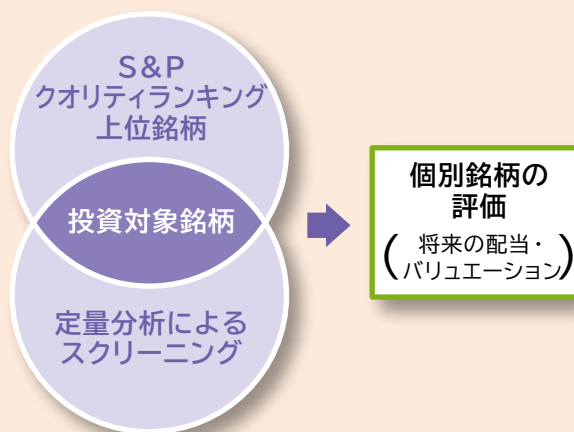 S&P
クオリティランキング
上位銘柄
投資対象銘柄
定量分析による
スクリーニング
個別銘柄の
評価
(将来の配当・
バリュエーション)